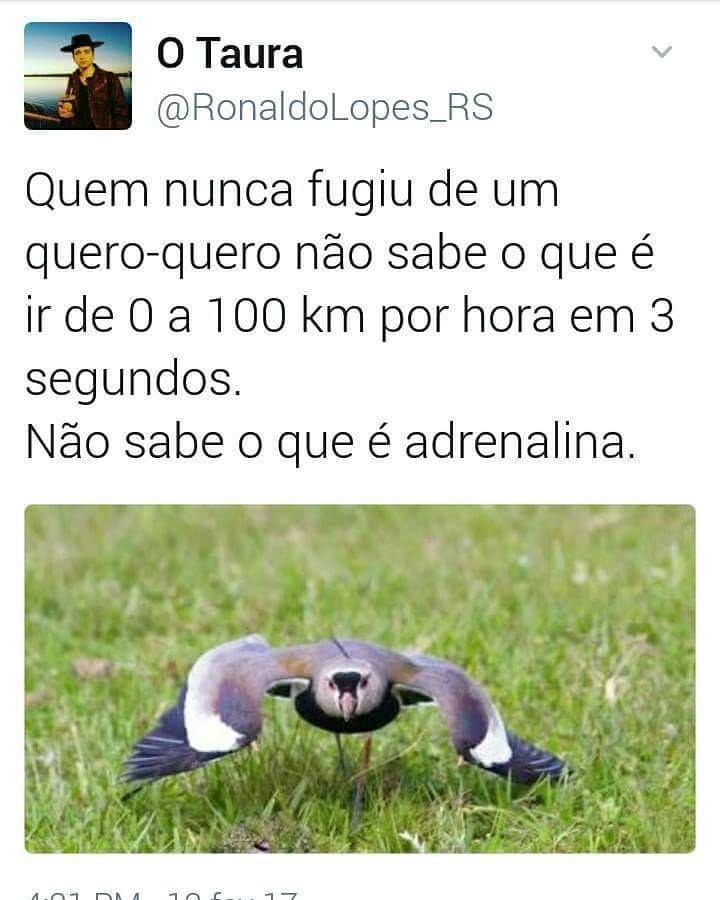 O Taura
@RonaldoLopes_RS
Quem nunca fugiu de um
quero-quero não sabe o que é
ir de 0 a 100 km por hora em 3
segundos.
Não sabe o que é adrenalina.